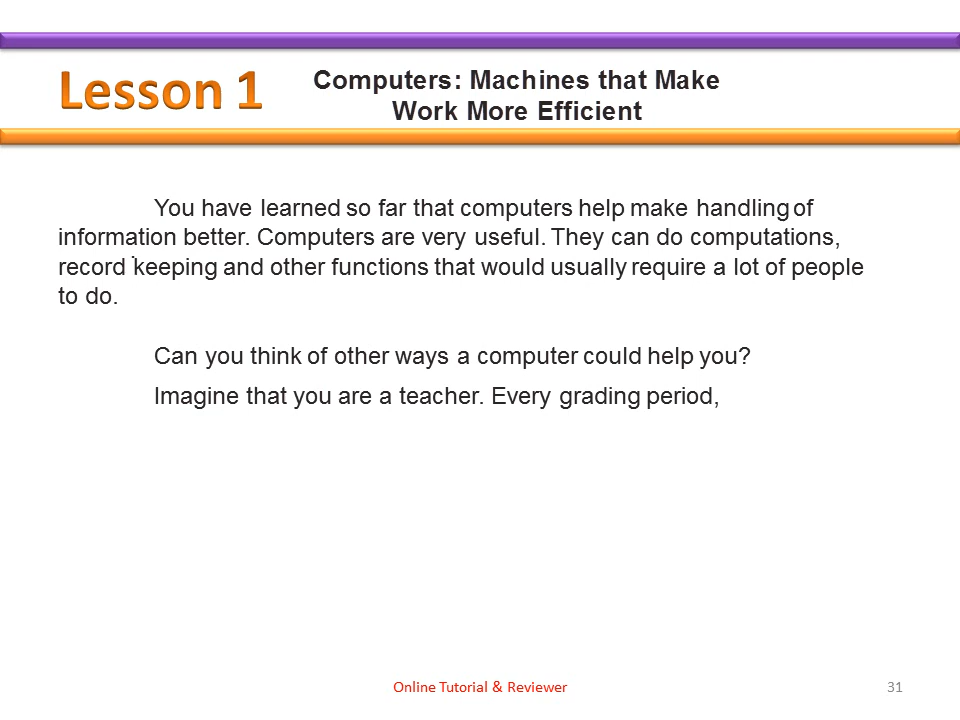 Lesson 1
Computers: Machines that Make
Work More Efficient
You have learned so far that computers help make handling of
information better. Computers are very useful. They can do computations,
record keeping and other functions that would usually require a lot of people
to do.
Can you think of other ways a computer could help you?
Imagine that you are a teacher. Every grading period,
Online Tutorial & Reviewer
31